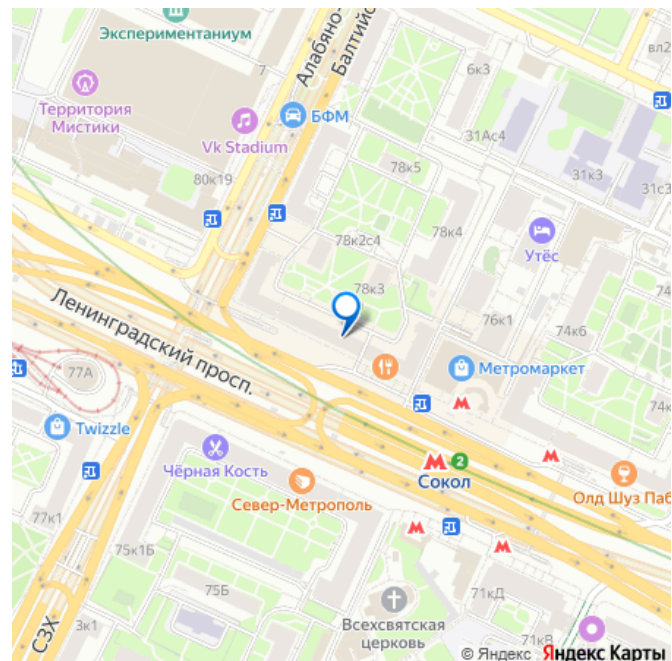 Экспериментаниум
Алабяно-
Балтийс
7
вл2
6к3
Территория
Мистики
БФМ
Vk Stadium
31Ас4
80к19
78к5
31к3
31с3
78к2с4
78к4
Утёс
78к3
76к1
74к6
Ленинградский просп.
77А
Метромаркет
Twizzle
Чёрная Кость
2
Сокол
Север-Метрополь
Олд Шуз Паб
77к1
75к1Б
75Б
71кД
Всехсвятская
церковь
СЗХ
3к1
71кВ
© Яндекс Яндекс Карты